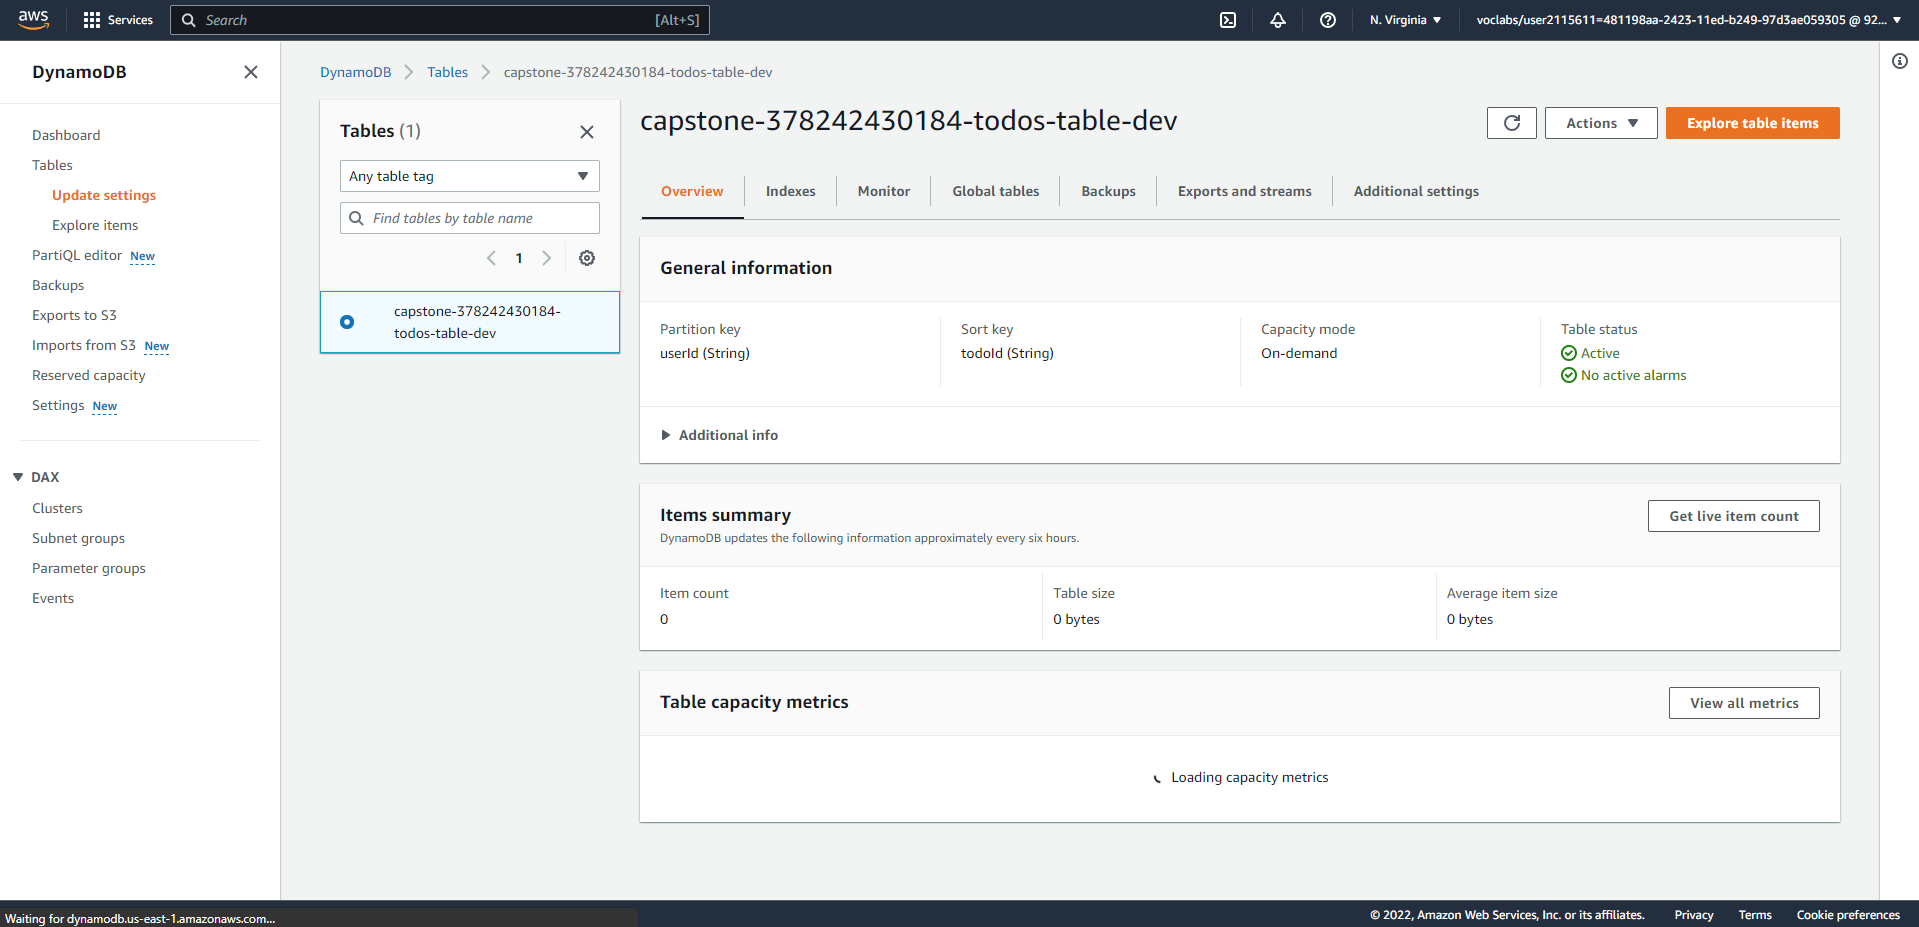 aws
Services
Search
[Alt+S]
N. Virginia
voclabs/user2115611=481198aa-2423-11ed-b249-97d3ae059305 @ 92...
DynamoDB
Dashboard
Tables
Update settings
Explore items
PartiQL editor New
Backups
Exports to S3
Imports from S3 New
Reserved capacity
Settings New
DAX
Clusters
Subnet groups
Parameter groups
Events
DynamoDB
Tables
capstone-378242430184-todos-table-dev
Tables (1)
Any table tag
Find tables by table name
1
capstone-378242430184-
todos-table-dev
capstone-378242430184-todos-table-dev
Actions
Explore table items
Overview
Indexes
Monitor
Global tables
Backups
Exports and streams
Additional settings
General information
Partition key
userId (String)
Sort key
todoId (String)
Capacity mode
On-demand
Table status
Active
No active alarms
Additional info
Items summary
DynamoDB updates the following information approximately every six hours.
Get live item count
Item count
0
Table size
0 bytes
Average item size
0 bytes
Table capacity metrics
View all metrics
Loading capacity metrics
Waiting for dynamodb.us-east-1.amazonaws.com...
© 2022, Amazon Web Services, Inc. or its affiliates.
Privacy
Terms
Cookie preferences